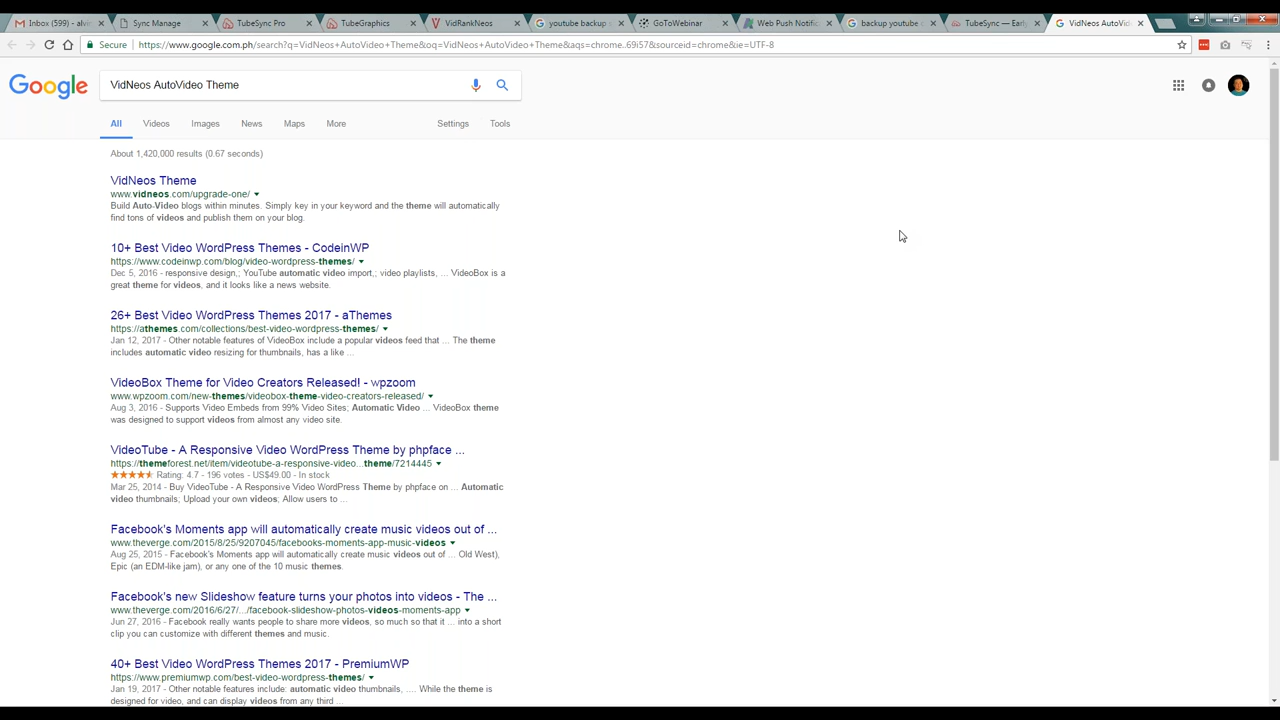 Inbox (599) - alvin
Sync Manage
TubeSync Pro
TubeGraphics
VidRankNeos
youtube backup s
GoToWebinar
Web Push Notific
backup youtube c
TubeSync — Early
VidNeos AutoVide
Secure
https://www.google.com.ph/search?q=VidNeos+AutoVideo+Theme&oq=VidNeos+AutoVideo+Theme&aqs=chrome..69i57&sourceid=chrome&ie=UTF-8
Google
VidNeos AutoVideo Theme
All Videos Images News Maps More Settings Tools
About 1,420,000 results (0.67 seconds)
VidNeos Theme
www.vidneos.com/upgrade-one/
Build Auto-Video blogs within minutes. Simply key in your keyword and the theme will automatically
find tons of videos and publish them on your blog.
10+ Best Video WordPress Themes - CodeinWP
https://www.codeinwp.com/blog/video-wordpress-themes/
Dec 5, 2016 - responsive design,; YouTube automatic video import,; video playlists, ... VideoBox is a
great theme for videos, and it looks like a news website.
26+ Best Video WordPress Themes 2017 - aThemes
https://athemes.com/collections/best-video-wordpress-themes/
Jan 12, 2017 - Other notable features of VideoBox include a popular videos feed that ... The theme
includes automatic video resizing for thumbnails, has a like ...
VideoBox Theme for Video Creators Released! - wpzoom
www.wpzoom.com/new-themes/videobox-theme-video-creators-released/
Aug 3, 2016 - Supports Video Embeds from 99% Video Sites; Automatic Video ... VideoBox theme
was designed to support videos from almost any video site.
VideoTube - A Responsive Video WordPress Theme by phpface ...
https://themeforest.net/item/videotube-a-responsive-video...theme/7214445
Rating: 4.7 - 196 votes - US$49.00 - In stock
Mar 25, 2014 - Buy VideoTube - A Responsive Video WordPress Theme by phpface on ... Automatic
video thumbnails; Upload your own videos; Allow users to ...
Facebook's Moments app will automatically create music videos out of ...
www.theverge.com/2015/8/25/9207045/facebooks-moments-app-music-videos
Aug 25, 2015 - Facebook's Moments app will automatically create music videos out of ... Old West),
Epic (an EDM-like jam), or any one of the 10 music themes.
Facebook's new Slideshow feature turns your photos into videos - The ...
www.theverge.com/2016/6/27/.../facebook-slideshow-photos-videos-moments-app
Jun 27, 2016 - Facebook really wants people to share more videos, so much so that it ... into a short
clip you can customize with different themes and music.
40+ Best Video WordPress Themes 2017 - PremiumWP
https://www.premiumwp.com/best-video-wordpress-themes/
Jan 19, 2017 - Other notable features include: automatic video thumbnails, .... While the theme is
designed for video, and can display videos from any third ...